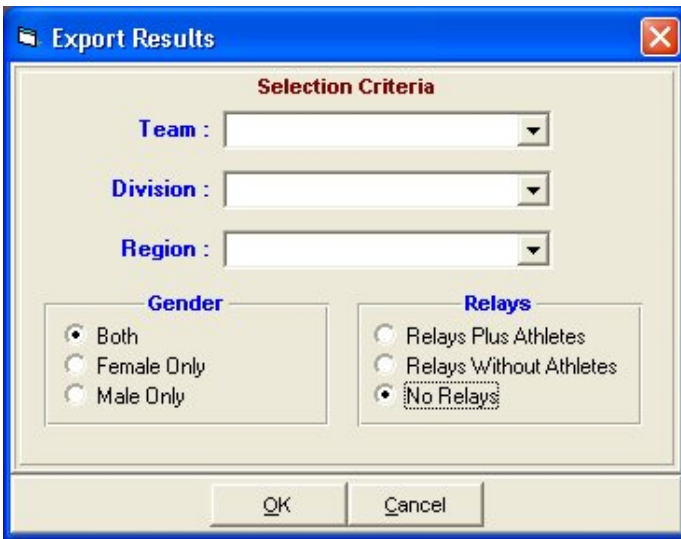 Export Results
Selection Criteria
Team :
Division :
Region :
Gender
Both
Female Only
Male Only
Relays
Relays Plus Athletes
Relays Without Athletes
No Relays
OK
Cancel